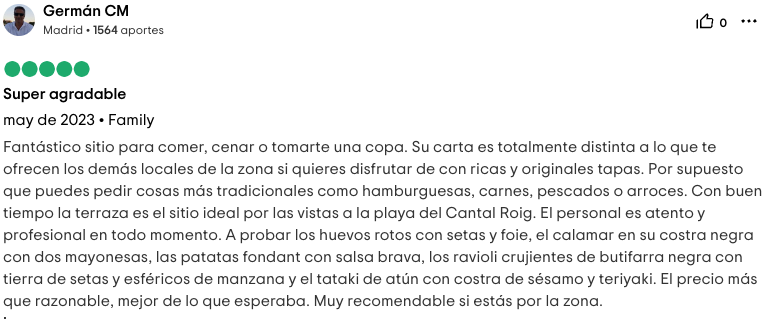 Germán CM
Madrid • 1564 aportes
0
Super agradable
may de 2023 • Family
Fantástico sitio para comer, cenar o tomarte una copa. Su carta es totalmente distinta a lo que te
ofrecen los demás locales de la zona si quieres disfrutar de con ricas y originales tapas. Por supuesto
que puedes pedir cosas más tradicionales como hamburguesas, carnes, pescados o arroces. Con buen
tiempo la terraza es el sitio ideal por las vistas a la playa del Cantal Roig. El personal es atento y
profesional en todo momento. A probar los huevos rotos con setas y foie, el calamar en su costra negra
con dos mayonesas, las patatas fondant con salsa brava, los ravioli crujientes de butifarra negra con
tierra de setas y esféricos de manzana y el tataki de atún con costra de sésamo y teriyaki. El precio más
que razonable, mejor de lo que esperaba. Muy recomendable si estás por la zona.